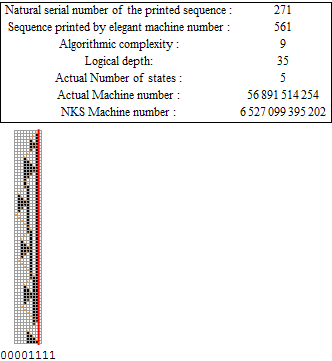 Natural serial number of the printed sequence : 271
Sequence printed by elegant machine number : 561
Algorithmic complexity : 9
Logical depth: 35
Actual Number of states : 5
Actual Machine number : 56 891 514 254
NKS Machine number : 6 527 099 395 202
00001111